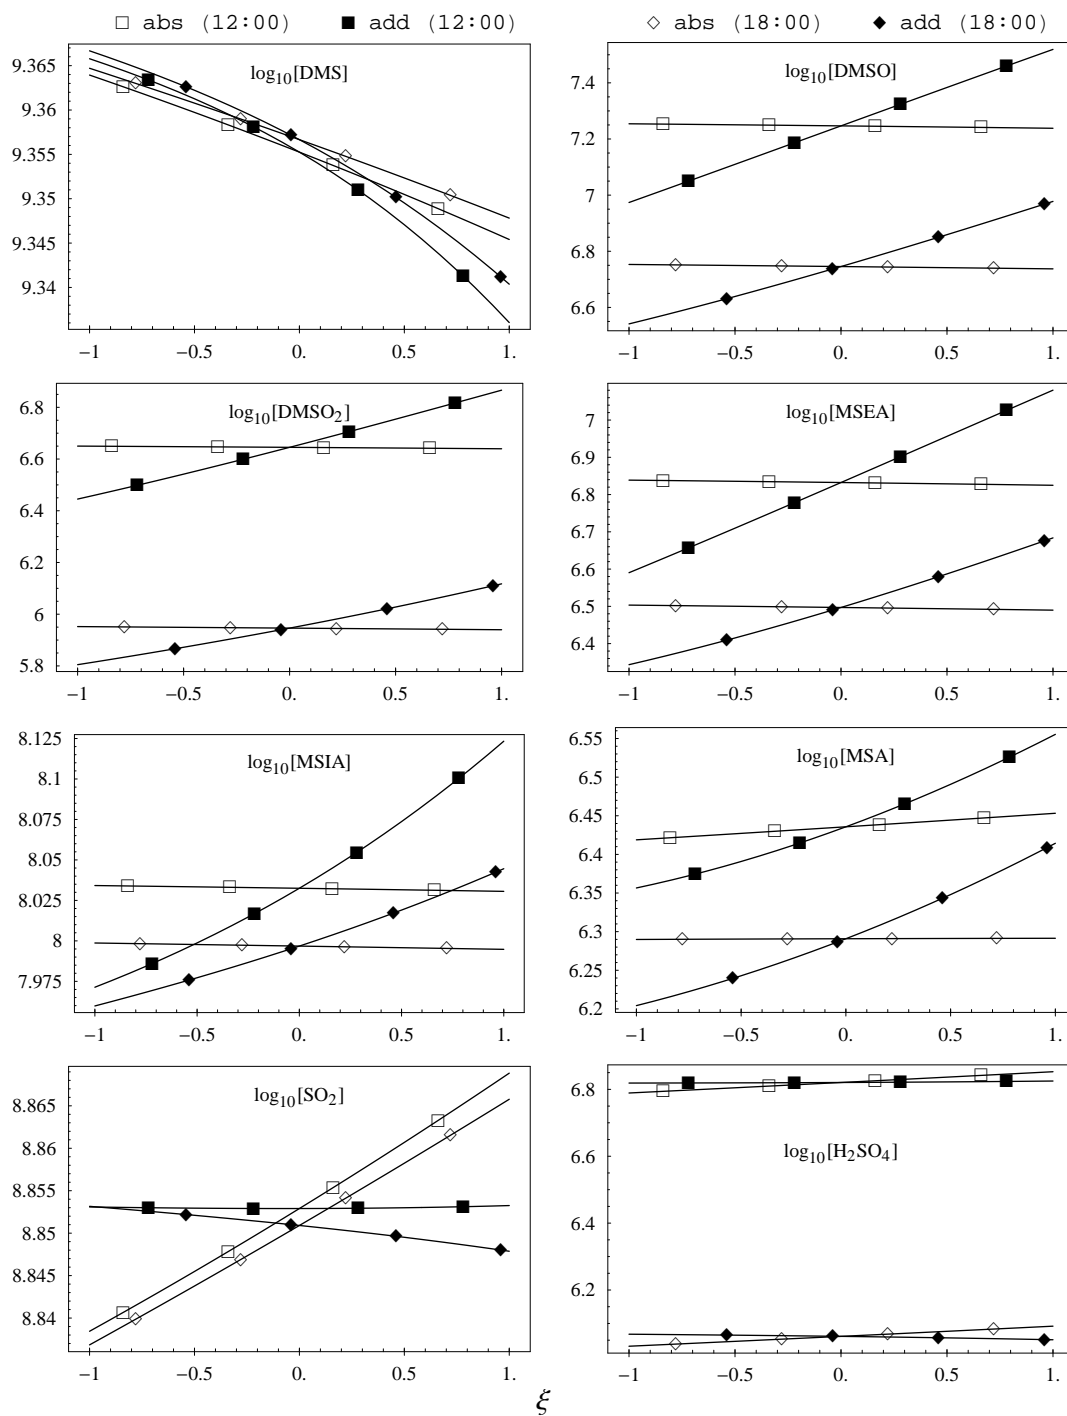 □ abs (12:00) ■ add (12:00) ◇ abs (18:00) ◆ add (18:00)
log10[DMS]
9.365
9.36
9.355
9.35
9.345
9.34
−1 −0.5 0. 0.5 1.
log10[DMSO]
7.4
7.2
7
6.8
6.6
−1 −0.5 0. 0.5 1.
log10[DMSO2]
6.8
6.6
6.4
6.2
6
5.8
−1 −0.5 0. 0.5 1.
log10[MSEA]
7
6.9
6.8
6.7
6.6
6.5
6.4
−1 −0.5 0. 0.5 1.
log10[MSIA]
8.125
8.1
8.075
8.05
8.025
8
7.975
−1 −0.5 0. 0.5 1.
log10[MSA]
6.55
6.5
6.45
6.4
6.35
6.3
6.25
6.2
−1 −0.5 0. 0.5 1.
log10[SO2]
8.865
8.86
8.855
8.85
8.845
8.84
−1 −0.5 0. 0.5 1.
log10[H2SO4]
6.8
6.6
6.4
6.2
−1 −0.5 0. 0.5 1.
ξ